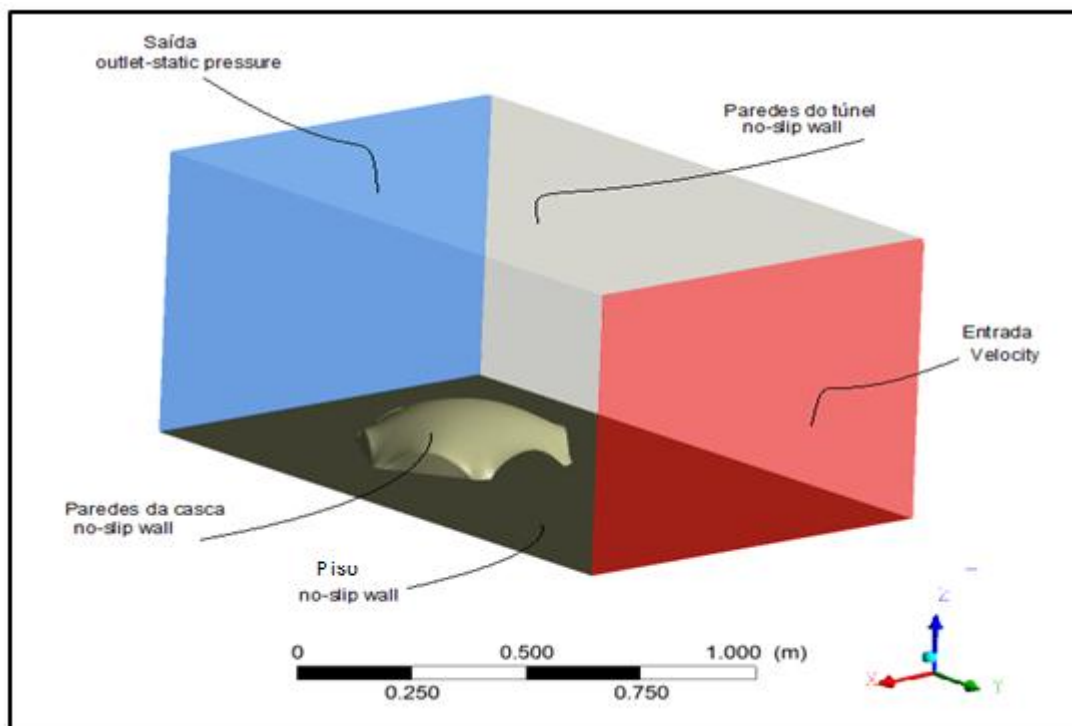 Saída
outlet-static pressure
Paredes do túnel
no-slip wall
Entrada
Velocity
Paredes da casca
no-slip wall
Piso
no-slip wall
0 0.500 1.000 (m)
0.250 0.750
Z
X Y